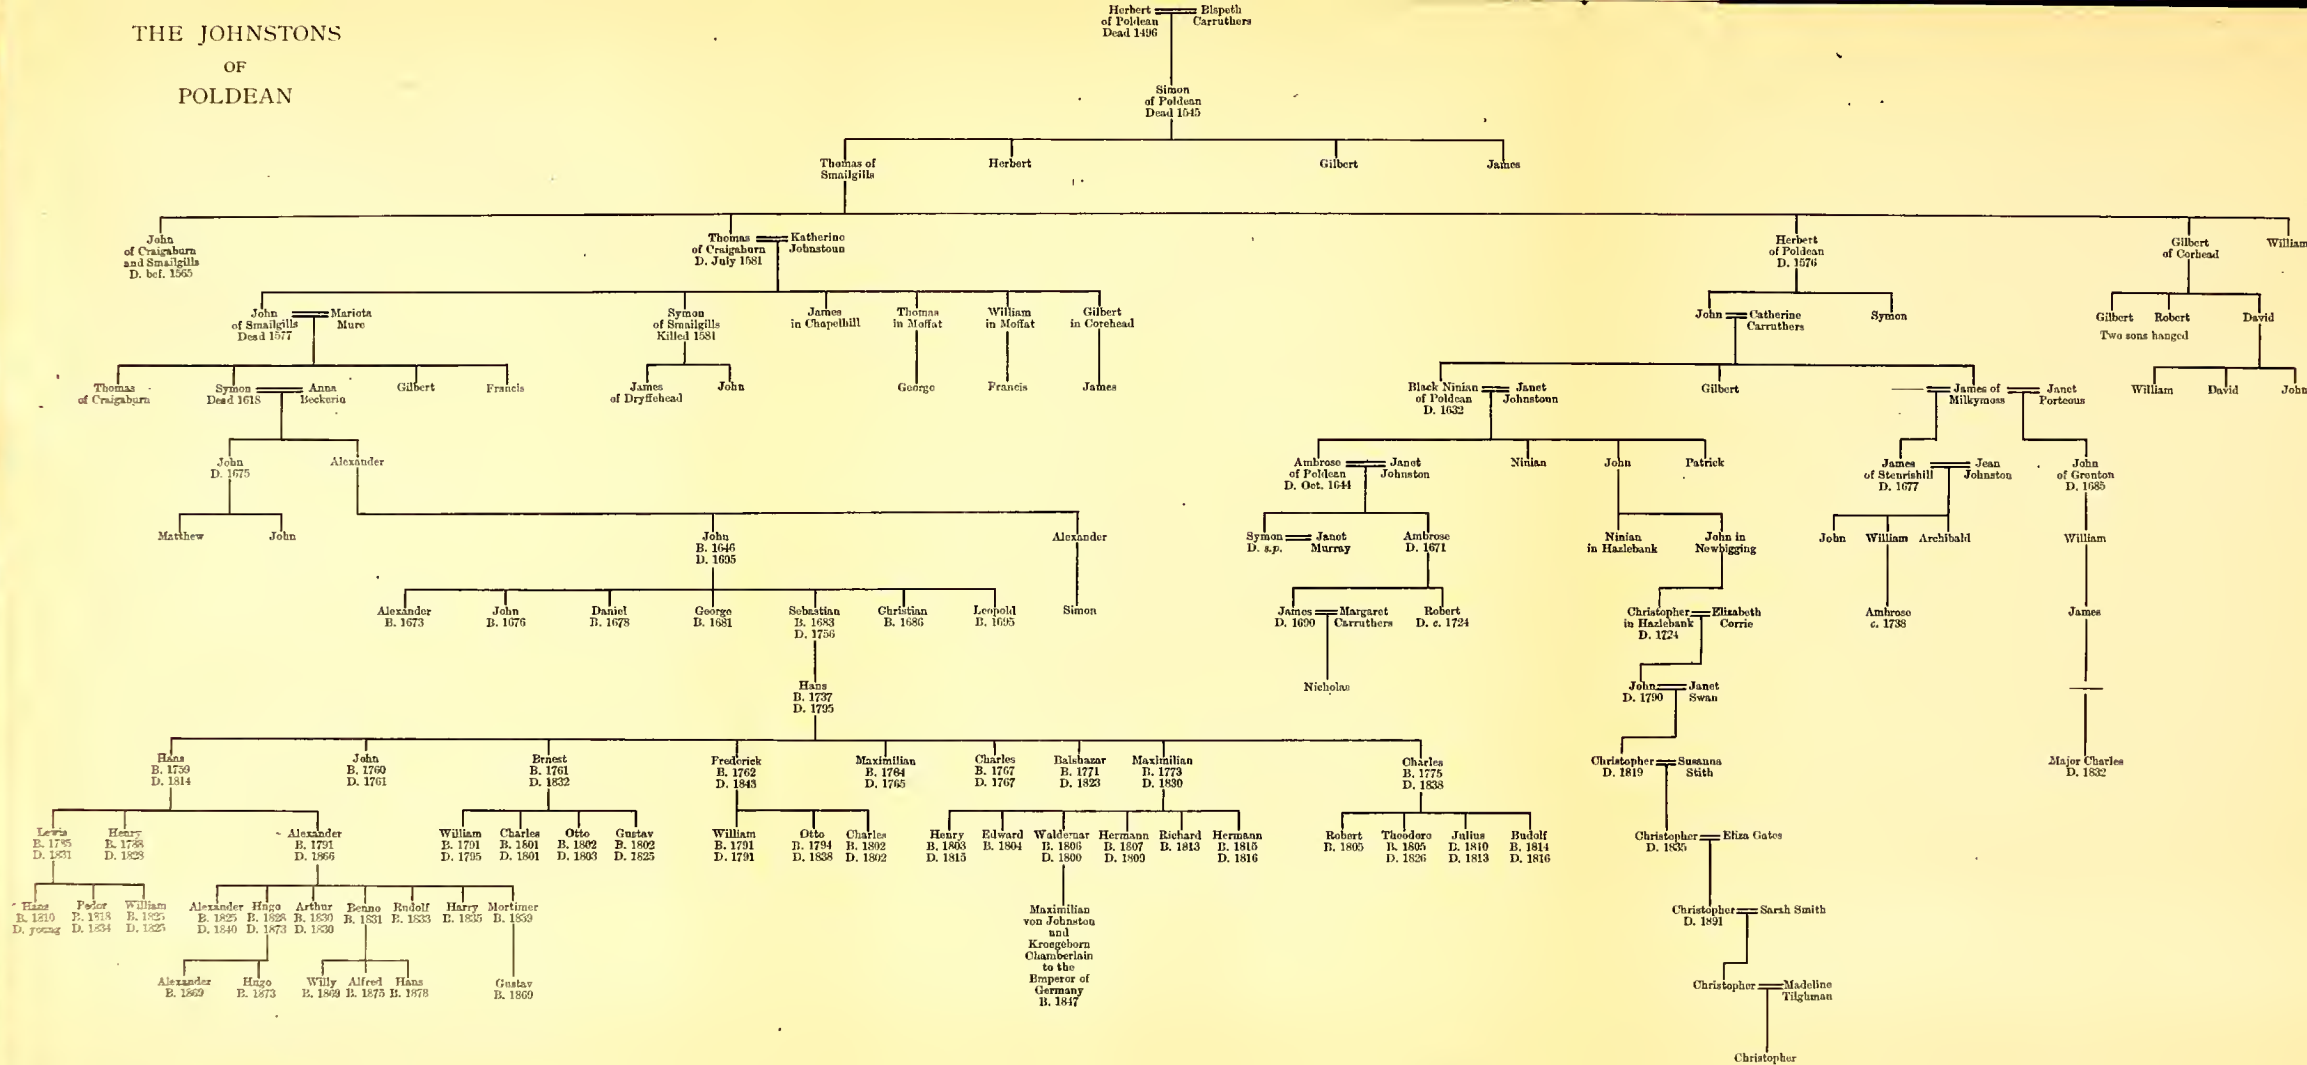 THE JOHNSTONS
OF
POLDEAN
Herbert Elspeth
of Poldean Carruthers
Dead 1496
Simon
of Poldean
Dead 1545
Thomas of Herbert Gilbert James
Smailgills
John Thomas Katherine Herbert Gilbert William
of Craigaburn of Craigaburn Johnstoun of Poldean of Corhead
and Smailgills D. July 1581 D. 1576
D. bef. 1565
John Mariota Symon James Thomas William Gilbert John Catherine Symon Gilbert Robert David
of Smailgills Mure of Smailgills in Chapelhill in Moffat in Moffat in Corehead Carruthers Two sons hanged
Dead 1577 Killed 1581
Thomas Symon Anna Gilbert Francis James John George Francis James Black Ninian Janet Gilbert James of Janet William David John
of Craigaburn Dead 1618 Beckeria of Dryffehead of Poldean Johnstoun Milkymoss Porteous
D. 1632
John Alexander Ambrose Janet Ninian John Patrick James Jean John
D. 1675 of Poldean Johnston of Stenrishill Johnston of Grenton
D. Oct. 1644 D. 1677 D. 1685
Matthew John John Alexander Symon Janet Ambrose Ninian John in John William Archibald William
B. 1646 D. s.p. Murray D. 1671 in Hazlebank Newbigging
D. 1695
Alexander John Daniel George Sebastian Christian Leopold Simon James Margaret Robert Christopher Elizabeth Ambrose James
B. 1673 B. 1676 B. 1678 B. 1681 B. 1683 B. 1686 B. 1695 D. 1690 Carruthers D. c. 1724 in Hazlebank Corrie c. 1738
D. 1756 D. 1724
Hans Nicholas John Janet
B. 1737 D. 1790 Swan
D. 1795
Hans John Ernest Frederick Maximilian Charles Balshazar Maximilian Charles Christopher Susanna Major Charles
B. 1759 B. 1760 B. 1761 B. 1762 B. 1764 B. 1767 B. 1771 B. 1773 B. 1775 D. 1819 Stith D. 1832
D. 1814 D. 1761 D. 1832 D. 1843 D. 1765 D. 1767 D. 1823 D. 1830 D. 1838
Lewis Henry Alexander William Charles Otto Gustav William Otto Charles Henry Edward Waldemar Hermann Richard Hermann Robert Theodore Julius Budolf Christopher Eliza Gates
B. 1785 B. 1788 B. 1791 B. 1791 B. 1801 B. 1802 B. 1802 B. 1791 B. 1794 B. 1802 B. 1803 B. 1804 B. 1806 B. 1807 B. 1813 B. 1815 B. 1805 B. 1805 B. 1810 B. 1814 D. 1835
D. 1831 D. 1828 D. 1866 D. 1795 D. 1801 D. 1803 D. 1825 D. 1791 D. 1838 D. 1802 D. 1815 D. 1800 D. 1809 D. 1816 D. 1826 D. 1813 D. 1816
Hans Pedor William Alexander Hugo Arthur Benno Rudolf Harry Mortimer Maximilian Christopher Sarah Smith
B. 1810 B. 1818 B. 1825 B. 1825 B. 1828 B. 1830 B. 1831 B. 1833 B. 1835 B. 1839 von Johnston D. 1891
D. young D. 1834 D. 1825 D. 1840 D. 1873 D. 1830 and
Kroegeborn
Chamberlain
to the
Emperor of
Germany
B. 1847
Alexander Hugo Willy Alfred Hans Gustav Christopher Madeline
B. 1869 B. 1873 B. 1869 B. 1875 B. 1878 B. 1869 Tilghman
Christopher